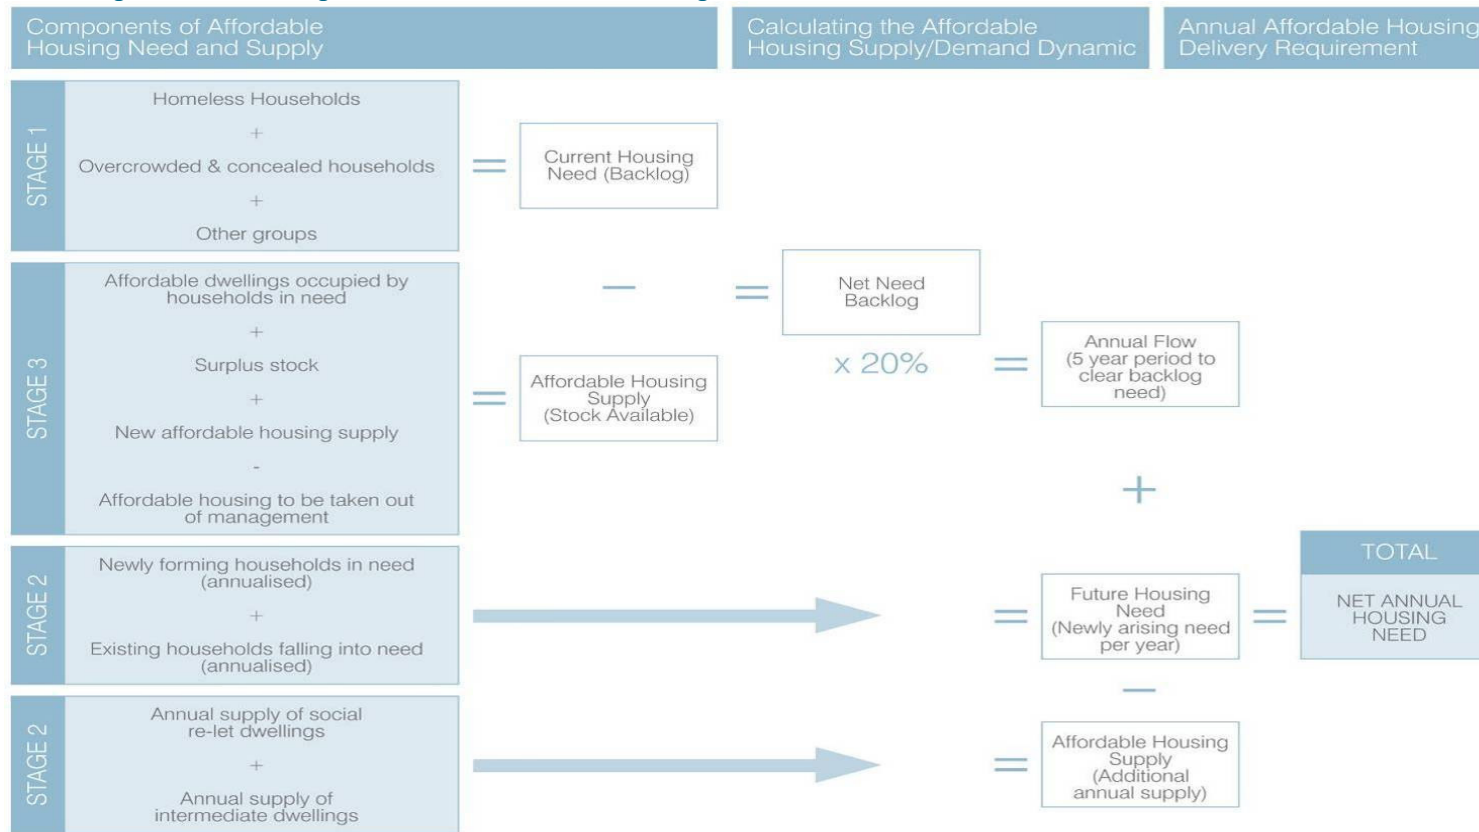 Components of Affordable
Housing Need and Supply
Calculating the Affordable
Housing Supply/Demand Dynamic
Annual Affordable Housing
Delivery Requirement
STAGE 1
Homeless Households
+
Overcrowded & concealed households
+
Other groups
=
Current Housing
Need (Backlog)
STAGE 3
Affordable dwellings occupied by
households in need
+
Surplus stock
+
New affordable housing supply
-
Affordable housing to be taken out
of management
=
Affordable Housing
Supply
(Stock Available)
–
=
Net Need
Backlog
x 20%
=
Annual Flow
(5 year period to
clear backlog
need)
+
STAGE 2
Newly forming households in need
(annualised)
+
Existing households falling into need
(annualised)
=
Future Housing
Need
(Newly arising need
per year)
=
TOTAL
NET ANNUAL
HOUSING
NEED
–
STAGE 2
Annual supply of social
re-let dwellings
+
Annual supply of
intermediate dwellings
=
Affordable Housing
Supply
(Additional
annual supply)